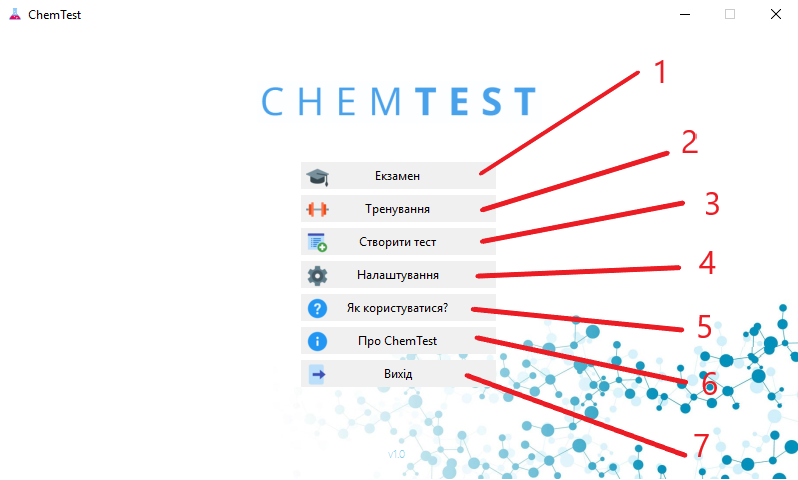 ChemTest
CHEMTEST
1
Екзамен
2
Тренування
3
Створити тест
4
Налаштування
Як користуватися?
5
Про ChemTest
6
Вихід
7
v1.0